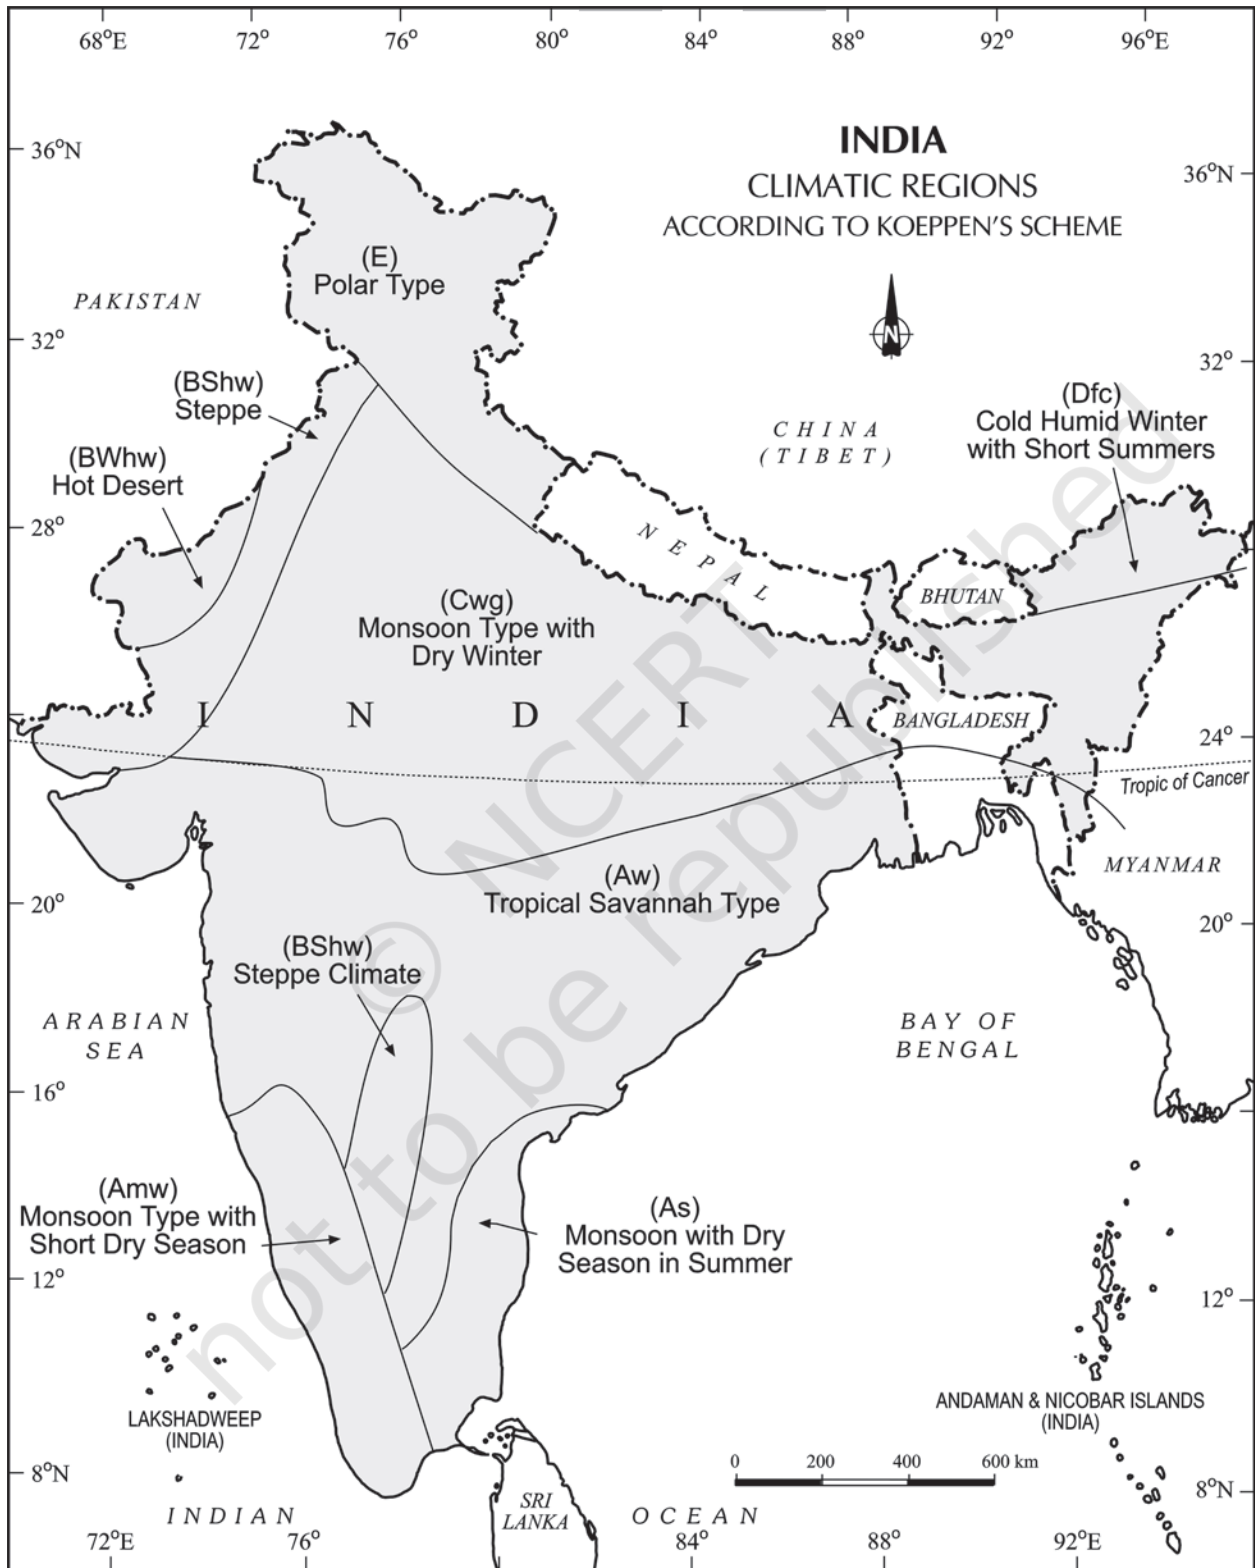 68°E 72° 76° 80° 84° 88° 92° 96°E
INDIA
CLIMATIC REGIONS
ACCORDING TO KOEPPEN'S SCHEME
36°N
36°N
(E)
Polar Type
PAKISTAN
N
32°
32°
(BShw)
Steppe
(Dfc)
Cold Humid Winter
with Short Summers
CHINA
(TIBET)
(BWhw)
Hot Desert
28°
28°
NEPAL
BHUTAN
(Cwg)
Monsoon Type with
Dry Winter
INDIA
BANGLADESH
24°
Tropic of Cancer
MYANMAR
(Aw)
Tropical Savannah Type
20°
20°
(BShw)
Steppe Climate
ARABIAN
SEA
BAY OF
BENGAL
16°
(Amw)
Monsoon Type with
Short Dry Season
(As)
Monsoon with Dry
Season in Summer
12°
12°
LAKSHADWEEP
(INDIA)
ANDAMAN & NICOBAR ISLANDS
(INDIA)
0 200 400 600 km
8°N
8°N
SRI
LANKA
INDIAN OCEAN
72°E 76° 84° 88° 92°E
© NCERT
not to be republished